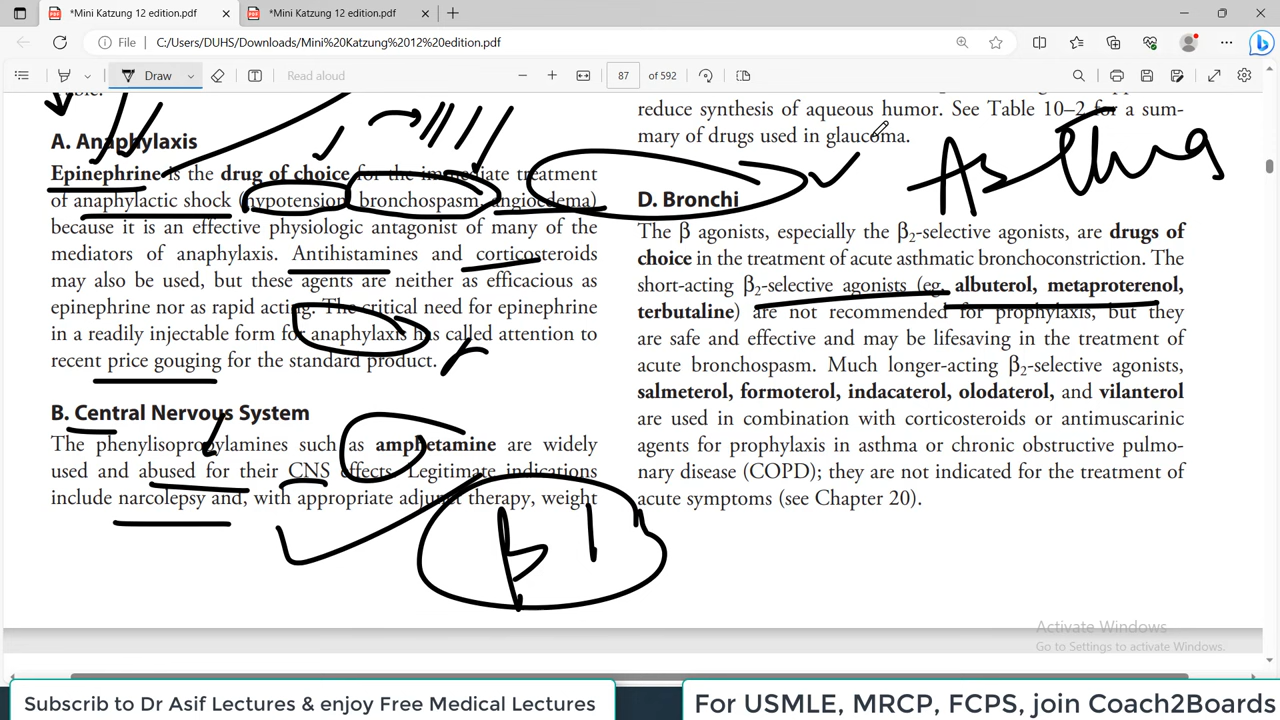 *Mini Katzung 12 edition.pdf
*Mini Katzung 12 edition.pdf
File
C:/Users/DUHS/Downloads/Mini%20Katzung%2012%20edition.pdf
Draw
Read aloud
87 of 592
A. Anaphylaxis
Epinephrine is the drug of choice for the immediate treatment
of anaphylactic shock (hypotension, bronchospasm, angioedema)
because it is an effective physiologic antagonist of many of the
mediators of anaphylaxis. Antihistamines and corticosteroids
may also be used, but these agents are neither as efficacious as
epinephrine nor as rapid acting. The critical need for epinephrine
in a readily injectable form for anaphylaxis has called attention to
recent price gouging for the standard product.
B. Central Nervous System
The phenylisopropylamines such as amphetamine are widely
used and abused for their CNS effects. Legitimate indications
include narcolepsy and, with appropriate adjunct therapy, weight
β1
reduce synthesis of aqueous humor. See Table 10–2 for a sum-
mary of drugs used in glaucoma.
D. Bronchi
The β agonists, especially the β2-selective agonists, are drugs of
choice in the treatment of acute asthmatic bronchoconstriction. The
short-acting β2-selective agonists (eg, albuterol, metaproterenol,
terbutaline) are not recommended for prophylaxis, but they
are safe and effective and may be lifesaving in the treatment of
acute bronchospasm. Much longer-acting β2-selective agonists,
salmeterol, formoterol, indacaterol, olodaterol, and vilanterol
are used in combination with corticosteroids or antimuscarinic
agents for prophylaxis in asthma or chronic obstructive pulmo-
nary disease (COPD); they are not indicated for the treatment of
acute symptoms (see Chapter 20).
Activate Windows
Go to Settings to activate Windows.
Subscrib to Dr Asif Lectures & enjoy Free Medical Lectures
For USMLE, MRCP, FCPS, join Coach2Boards